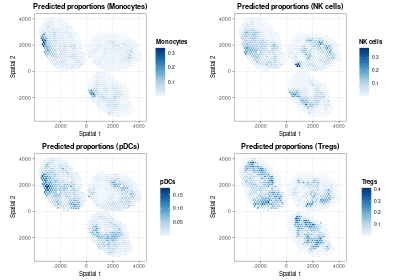 Predicted proportions (Monocytes)
4000
2000
0
-2000
Spatial 2
-2000 0 2000 4000
Spatial 1
Monocytes
0.3
0.2
0.1
Predicted proportions (NK cells)
4000
2000
0
-2000
Spatial 2
-2000 0 2000 4000
Spatial 1
NK cells
0.3
0.2
0.1
Predicted proportions (pDCs)
4000
2000
0
-2000
Spatial 2
-2000 0 2000 4000
Spatial 1
pDCs
0.15
0.10
0.05
Predicted proportions (Tregs)
4000
2000
0
-2000
Spatial 2
-2000 0 2000 4000
Spatial 1
Tregs
0.4
0.3
0.2
0.1